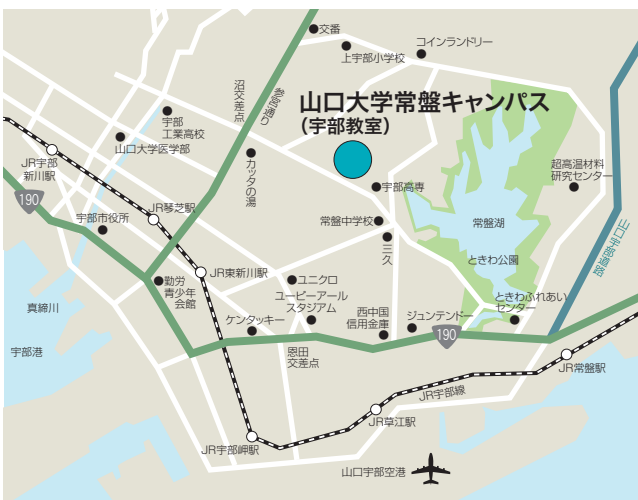 交番
コインランドリー
上宇部小学校
沼交差点
参宮通り
山口大学常盤キャンパス
(宇部教室)
宇部
工業高校
山口大学医学部
カッタの湯
JR宇部
新川駅
宇部高専
超高温材料
研究センター
190
JR琴芝駅
宇部市役所
常盤中学校
常盤湖
三久
ときわ公園
山口宇部道路
JR東新川駅
勤労
青少年
会館
ユニクロ
ユーピーアール
スタジアム
真締川
ケンタッキー
西中国
信用金庫
ジュンテンドー
ときわふれあい
センター
190
宇部港
恩田
交差点
JR常盤駅
JR宇部線
JR草江駅
JR宇部岬駅
山口宇部空港